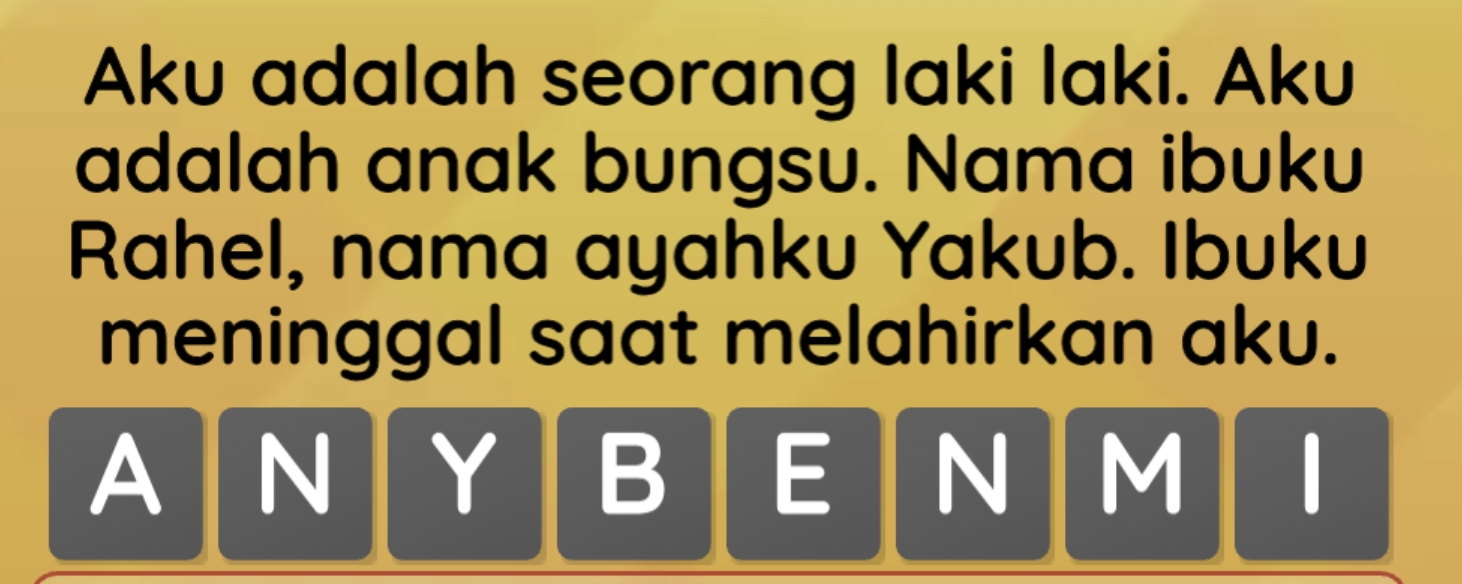 Aku adalah seorang laki laki. Aku
adalah anak bungsu. Nama ibuku
Rahel, nama ayahku Yakub. Ibuku
meninggal saat melahirkan aku.
A N Y B E N M I